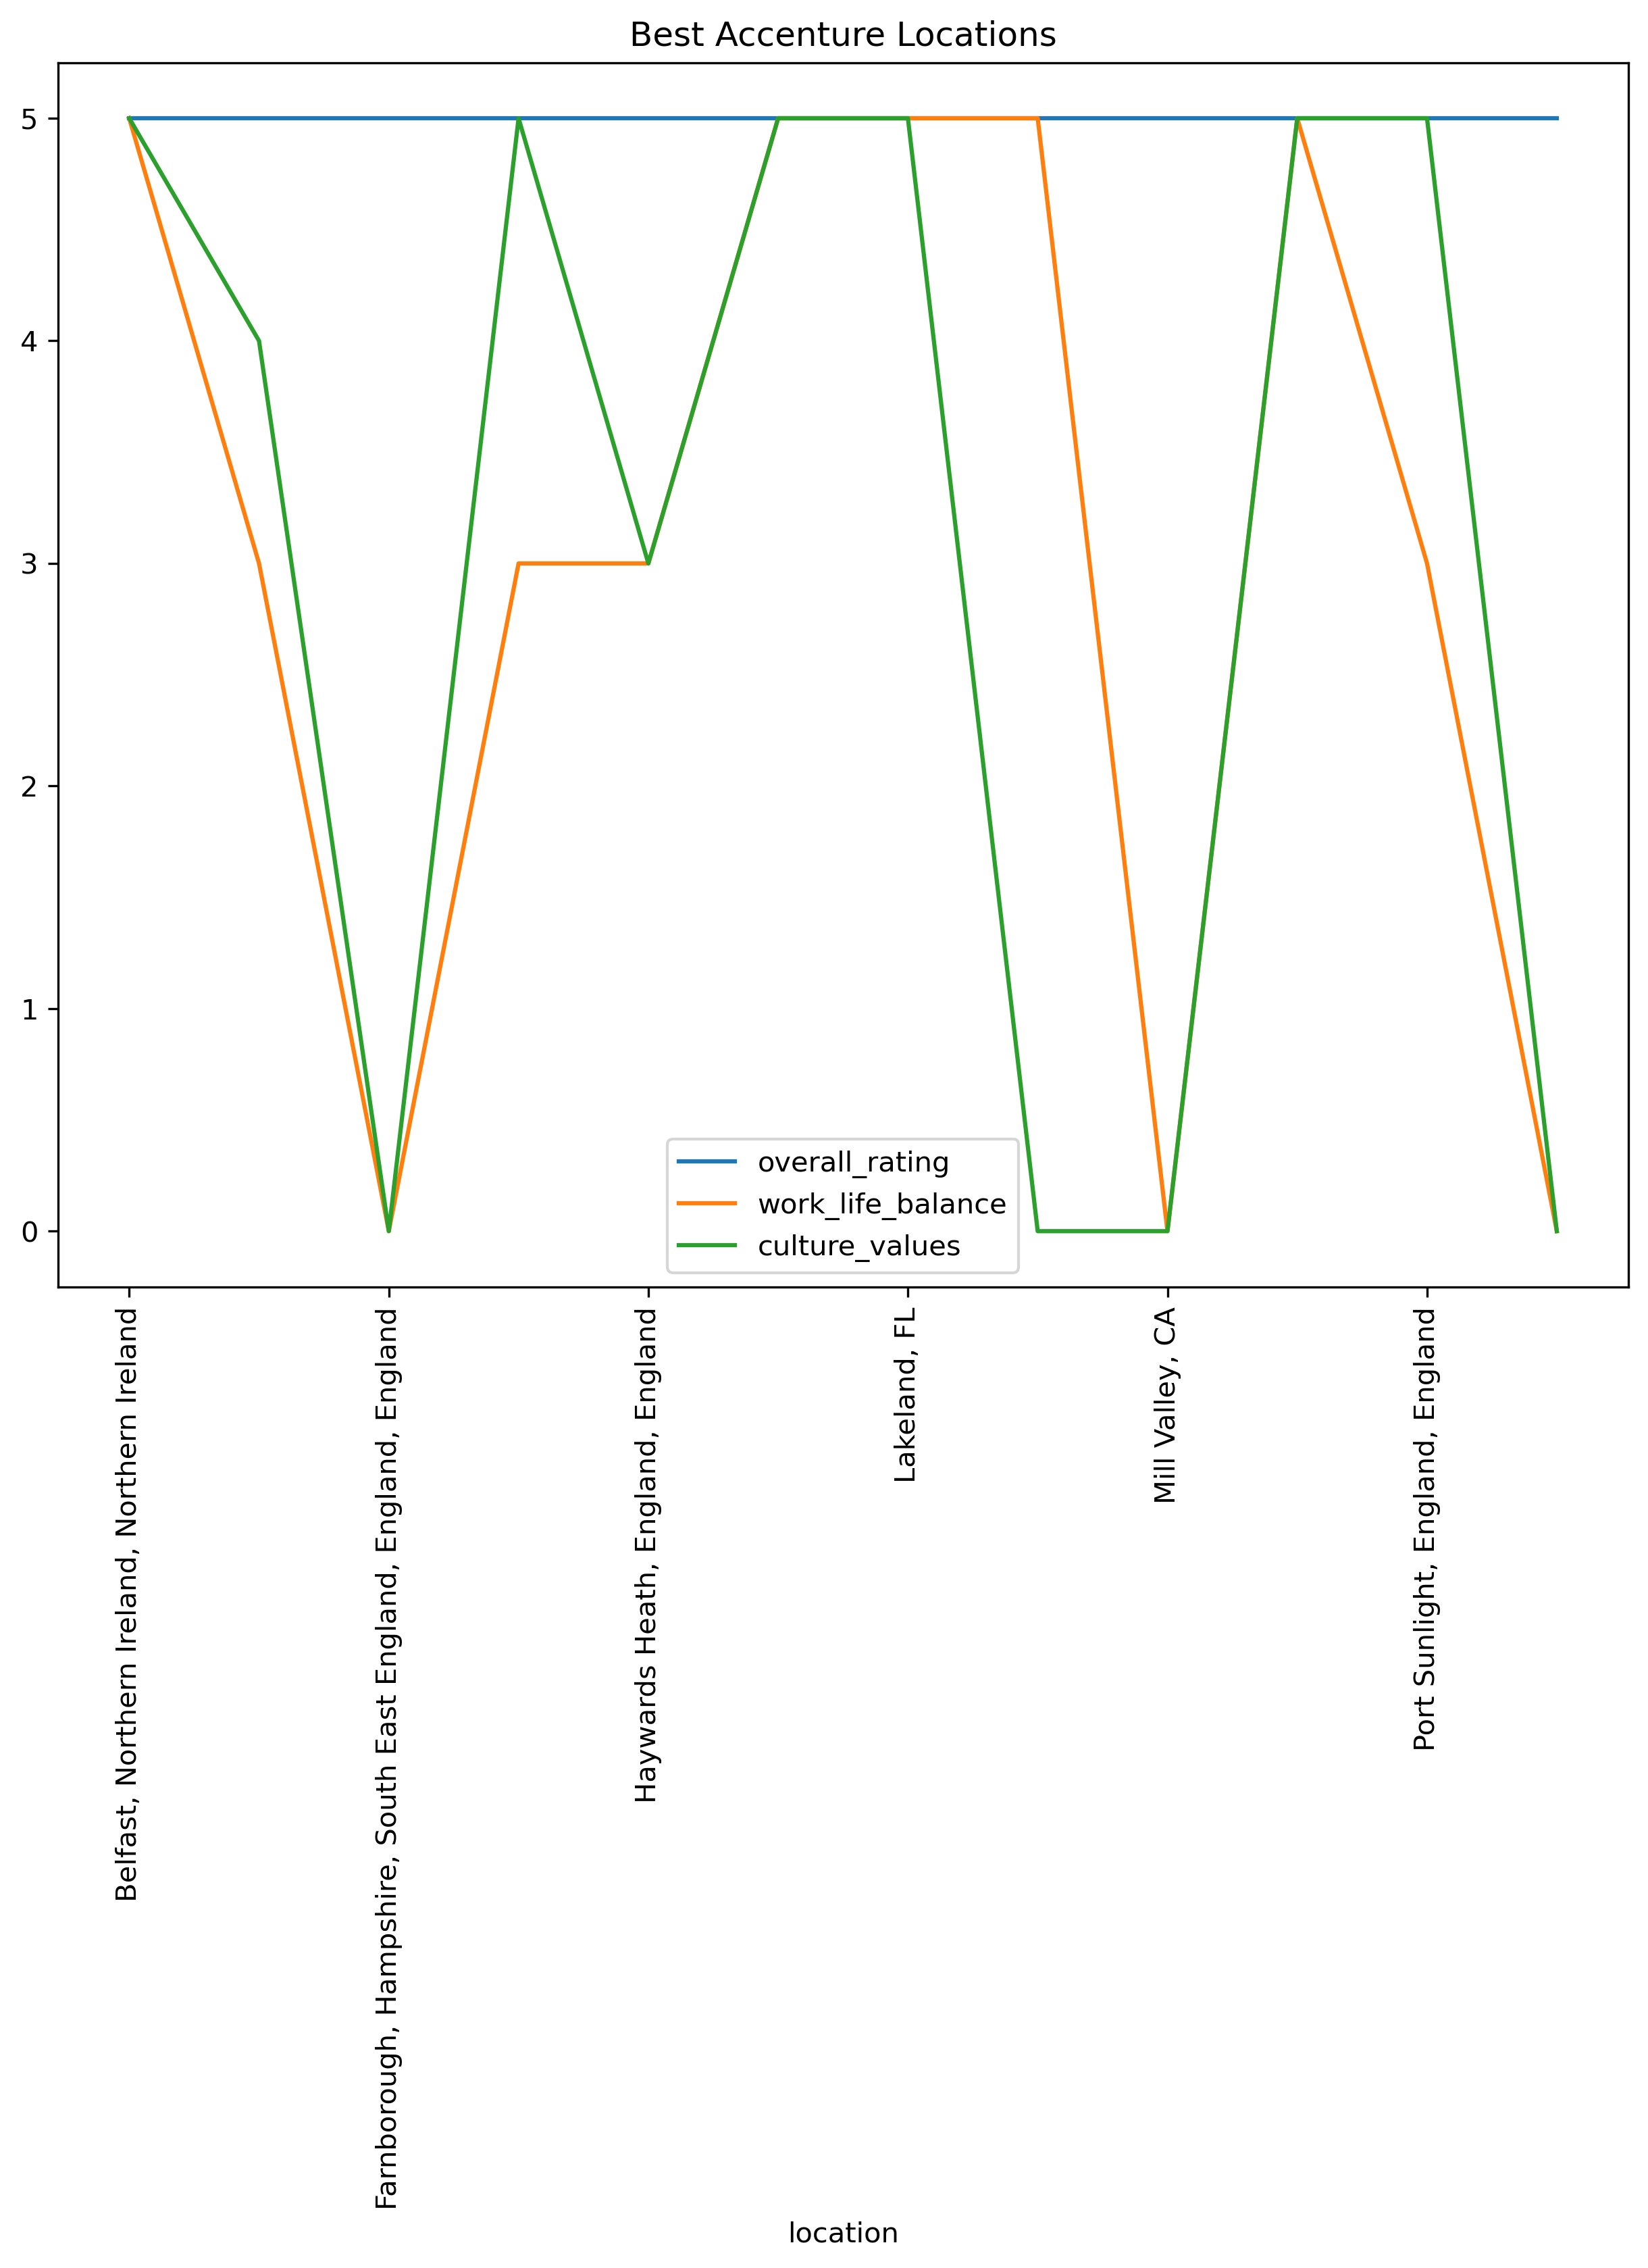 Best Accenture Locations
5
4
3
2
1
0
overall_rating
work_life_balance
culture_values
Belfast, Northern Ireland, Northern Ireland
Farnborough, Hampshire, South East England, England, England
Haywards Heath, England, England
Lakeland, FL
Mill Valley, CA
Port Sunlight, England, England
location